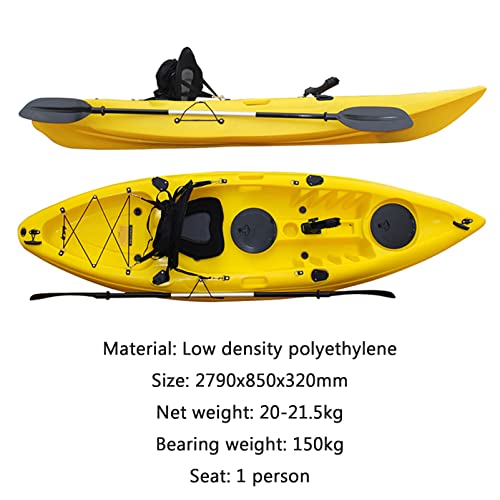 Material: Low density polyethylene
Size: 2790x850x320mm
Net weight: 20-21.5kg
Bearing weight: 150kg
Seat: 1 person